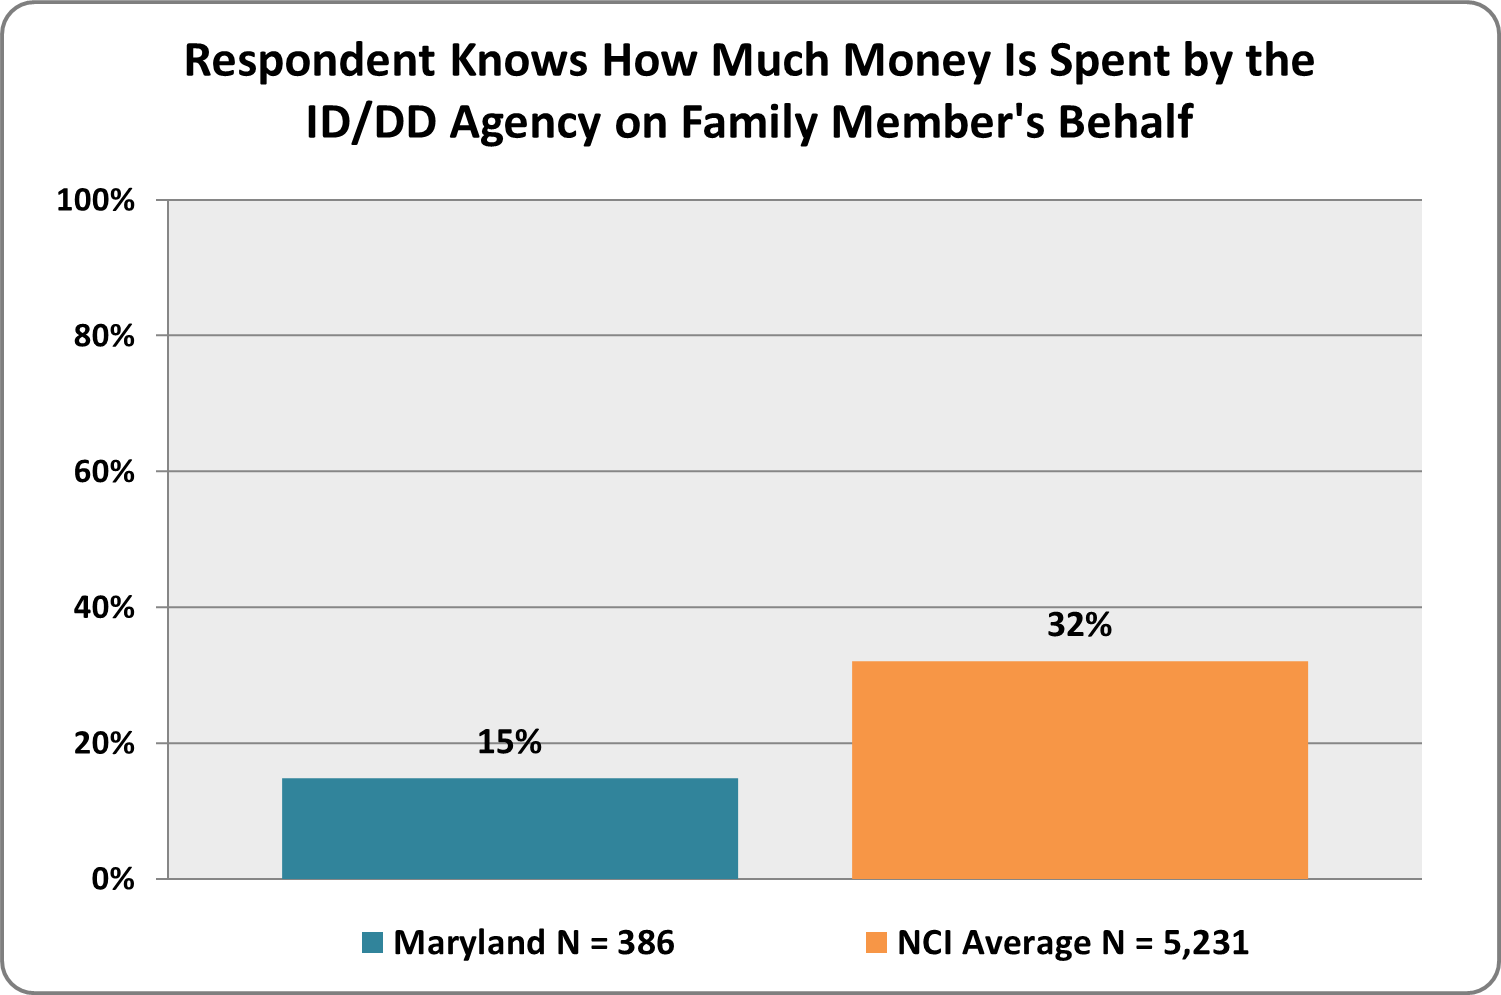 Respondent Knows How Much Money Is Spent by the
ID/DD Agency on Family Member's Behalf
100%
80%
60%
40%
32%
20%
15%
0%
Maryland N = 386
NCI Average N = 5,231